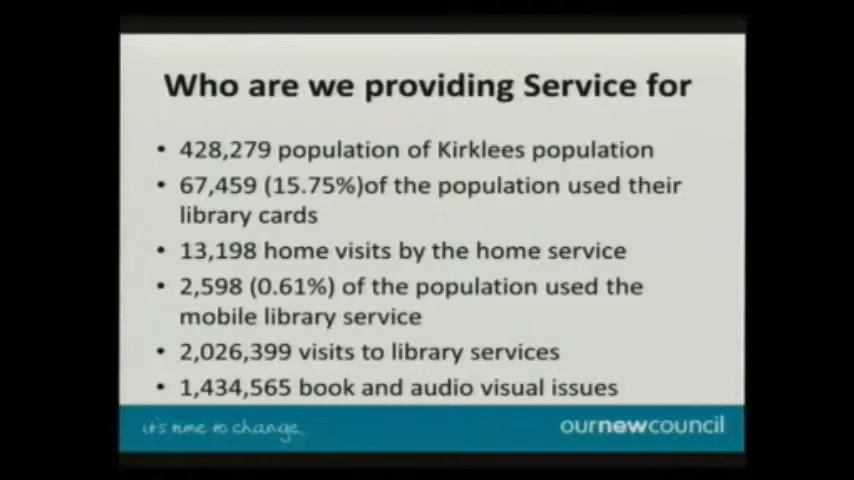 Who are we providing Service for
• 428,279 population of Kirklees population
• 67,459 (15.75%)of the population used their
library cards
• 13,198 home visits by the home service
• 2,598 (0.61%) of the population used the
mobile library service
• 2,026,399 visits to library services
• 1,434,565 book and audio visual issues
it's time to change
ournewcouncil